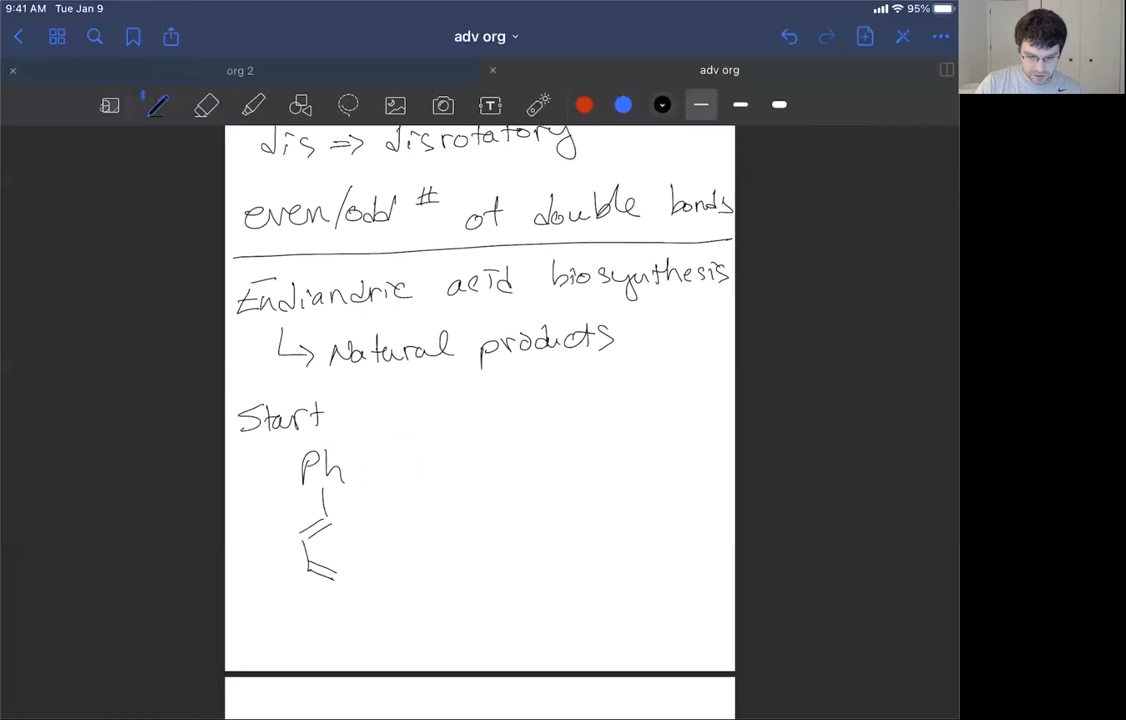 9:41 AM Tue Jan 9
95%
adv org
org 2
adv org
dis => disrotatory
even/odd # of double bonds
Endiandric acid biosynthesis
↳ Natural products
Start
Ph